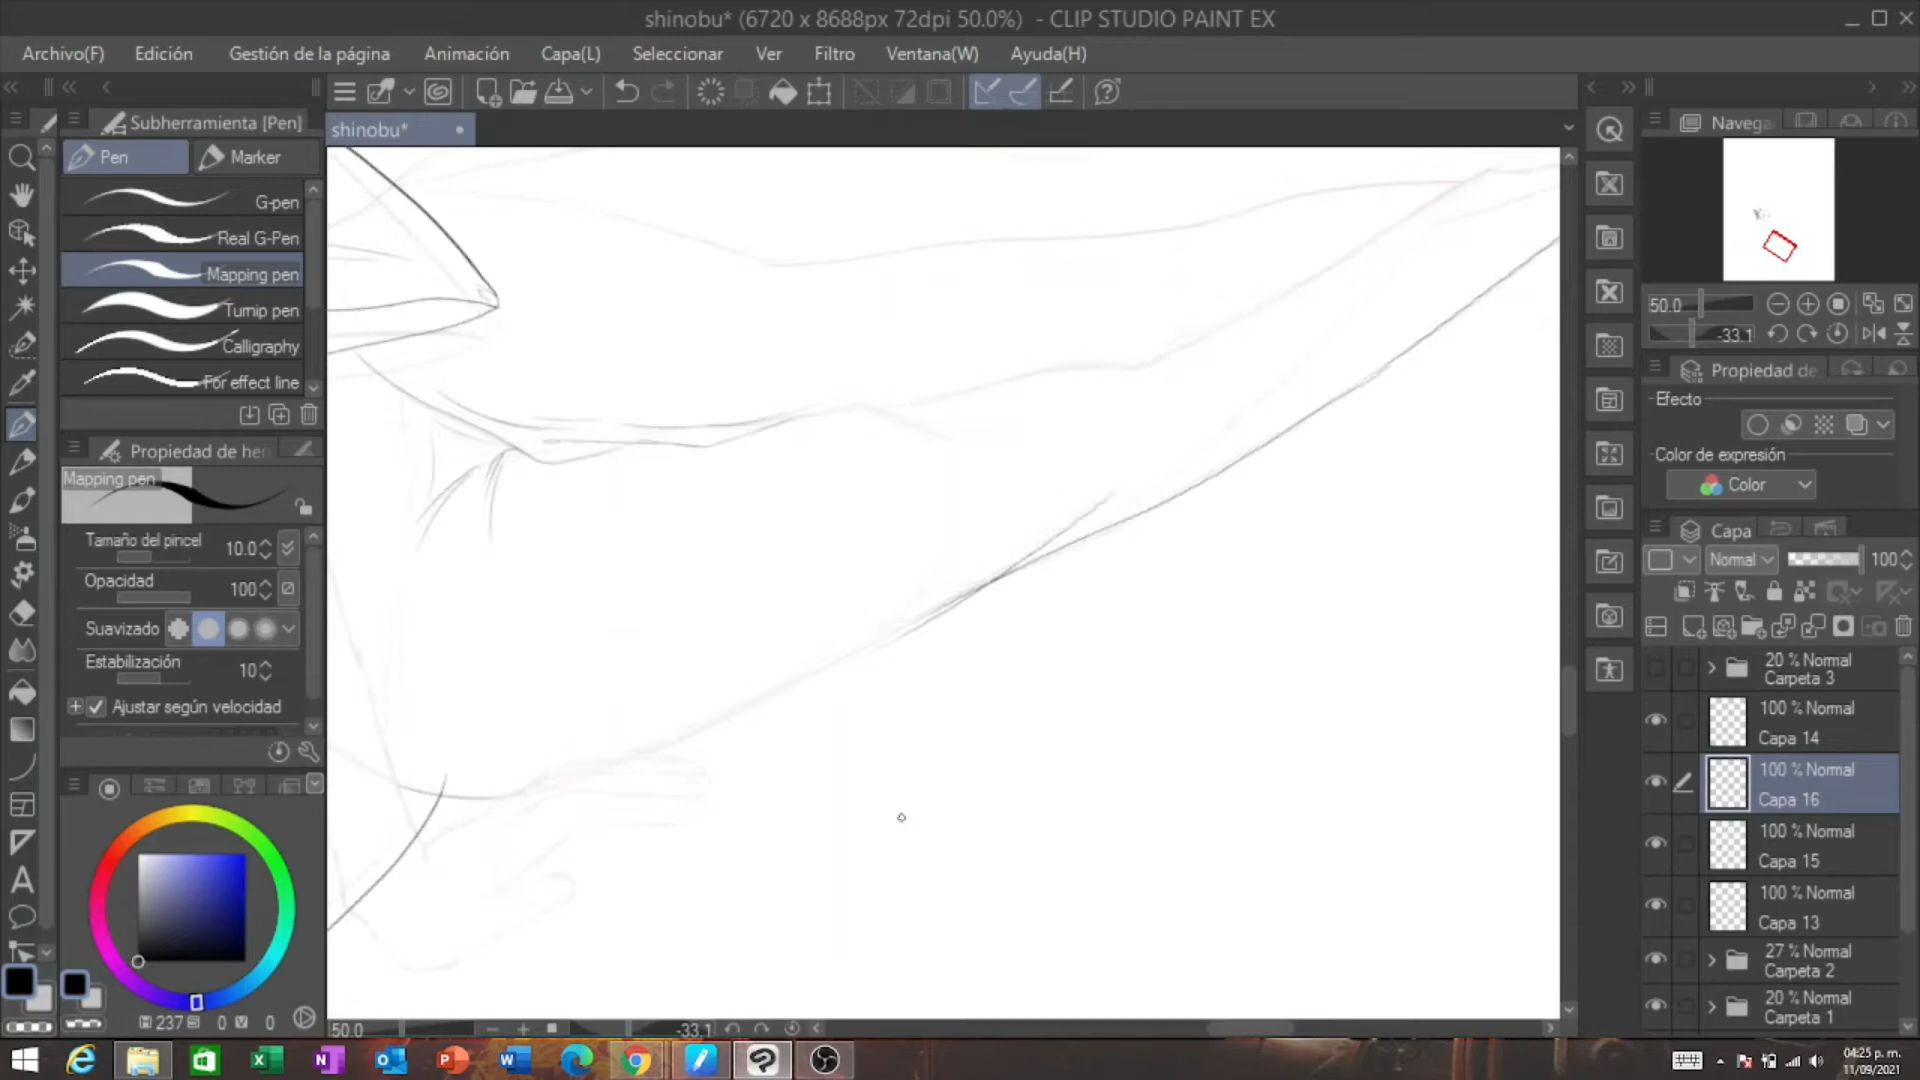 shinobu* (6720 x 8688px 72dpi 50.0%) - CLIP STUDIO PAINT EX
Archivo(F) Edición Gestión de la página Animación Capa(L) Seleccionar Ver Filtro Ventana(W) Ayuda(H)
Subherramienta [Pen]
Pen
Marker
G-pen
Real G-Pen
Mapping pen
Turnip pen
Calligraphy
For effect line
Propiedad de her
Mapping pen
Tamaño del pincel 10.0
Opacidad 100
Suavizado
Estabilización 10
Ajustar según velocidad
H 237 S 0 V 0
shinobu*
50.0 -33.1
Navega
50.0
-33.1
Propiedad de
Efecto
Color de expresión
Color
Capa
Normal 100
20 % Normal
Carpeta 3
100 % Normal
Capa 14
100 % Normal
Capa 16
100 % Normal
Capa 15
100 % Normal
Capa 13
27 % Normal
Carpeta 2
20 % Normal
Carpeta 1
04:25 p. m.
11/09/2021